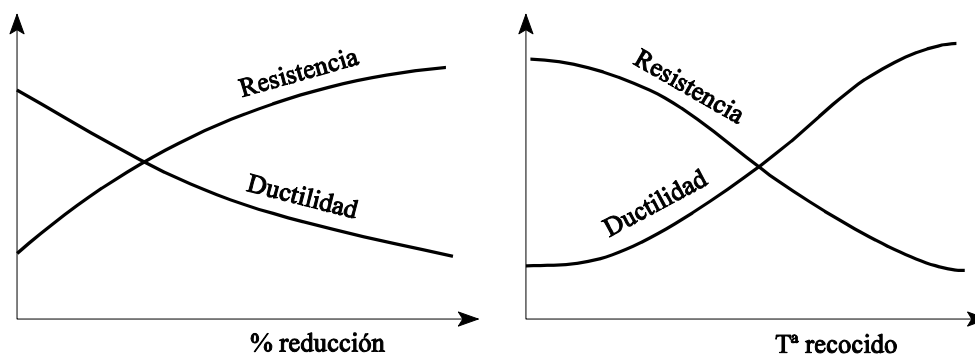 Resistencia
Ductilidad
% reducción
Resistencia
Ductilidad
Tª recocido